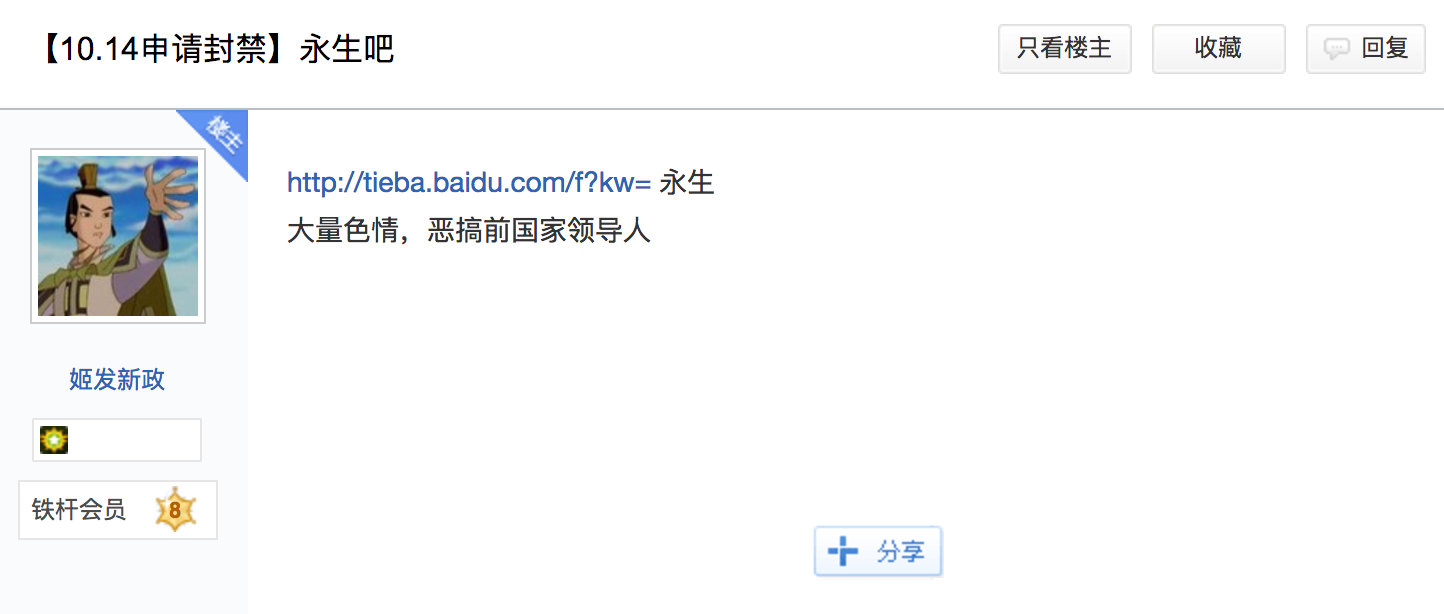 【10.14申请封禁】永生吧
只看楼主
收藏
回复
楼主
http://tieba.baidu.com/f?kw= 永生
大量色情，恶搞前国家领导人
姬发新政
铁杆会员 8
分享